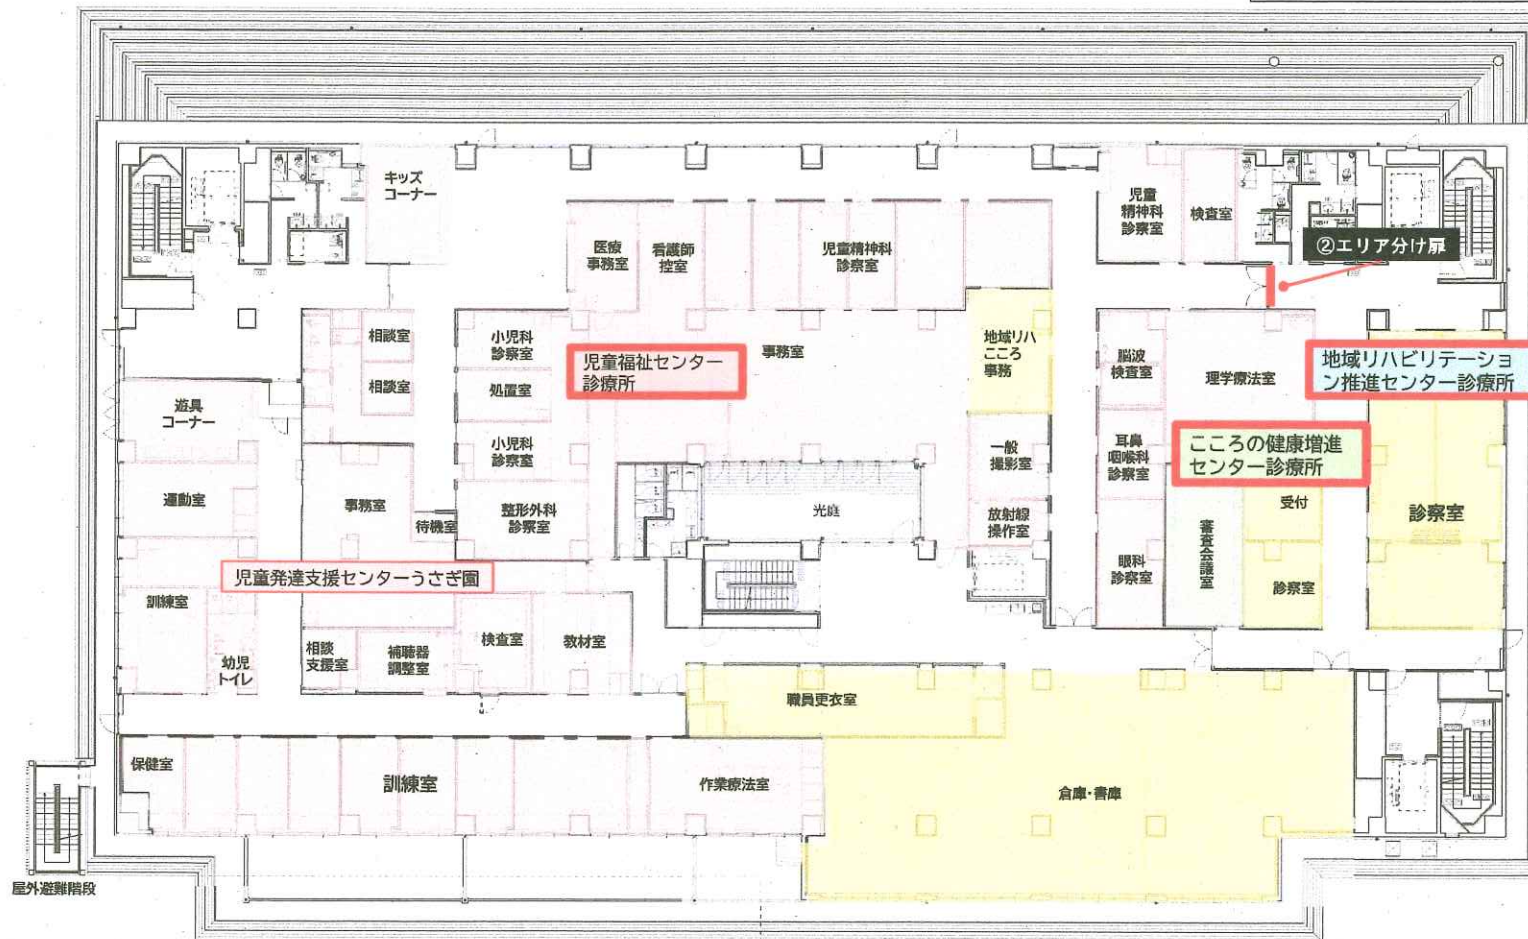 キッズ
コーナー
医療
事務室
看護師
控室
児童精神科
診察室
児童
精神科
診察室
検査室
②エリア分け扉
相談室
相談室
小児科
診察室
処置室
小児科
診察室
児童福祉センター
診療所
事務室
地域リハ
こころ
事務
脳波
検査室
理学療法室
地域リハビリテーショ
ン推進センター診療所
遊具
コーナー
運動室
事務室
待機室
整形外科
診察室
光庭
一般
撮影室
放射線
操作室
耳鼻
咽喉科
診察室
眼科
診察室
こころの健康増進
センター診療所
審査会議室
受付
診察室
診察室
児童発達支援センターうさぎ園
訓練室
幼児
トイレ
相談
支援室
補聴器
調整室
検査室
教材室
職員更衣室
保健室
訓練室
作業療法室
倉庫・書庫
屋外避難階段